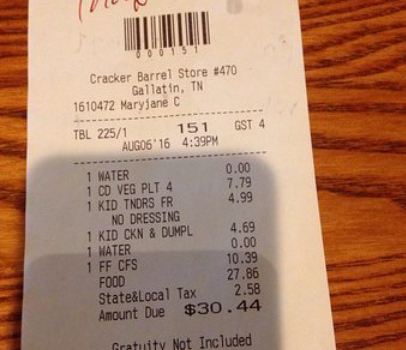 000151
Cracker Barrel Store #470
Gallatin, TN
1610472 Maryjane C
TBL 225/1 151 GST 4
AUG06'16 4:39PM
1 WATER 0.00
1 CD VEG PLT 4 7.79
1 KID TNDRS FR 4.99
NO DRESSING
1 KID CKN & DUMPL 4.69
1 WATER 0.00
1 FF CFS 10.39
FOOD 27.86
State&Local Tax 2.58
Amount Due $30.44
Gratuity Not Included